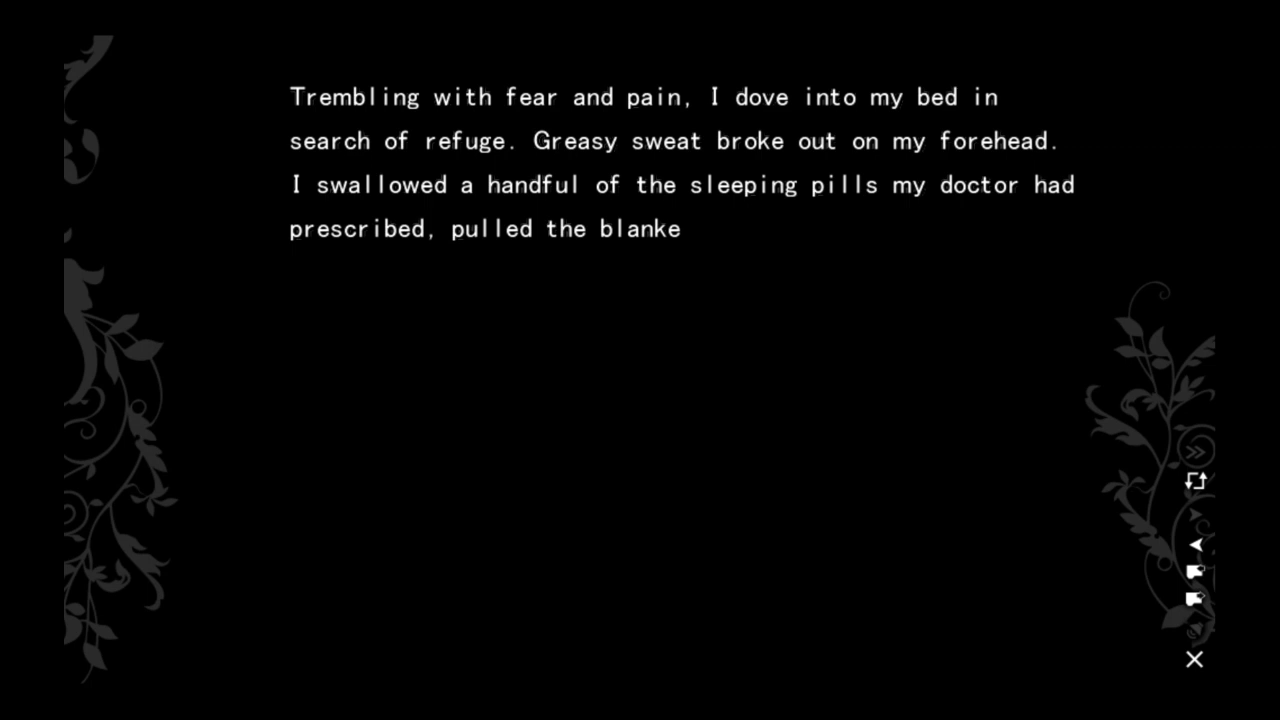 Trembling with fear and pain, I dove into my bed in
search of refuge. Greasy sweat broke out on my forehead.
I swallowed a handful of the sleeping pills my doctor had
prescribed, pulled the blanke